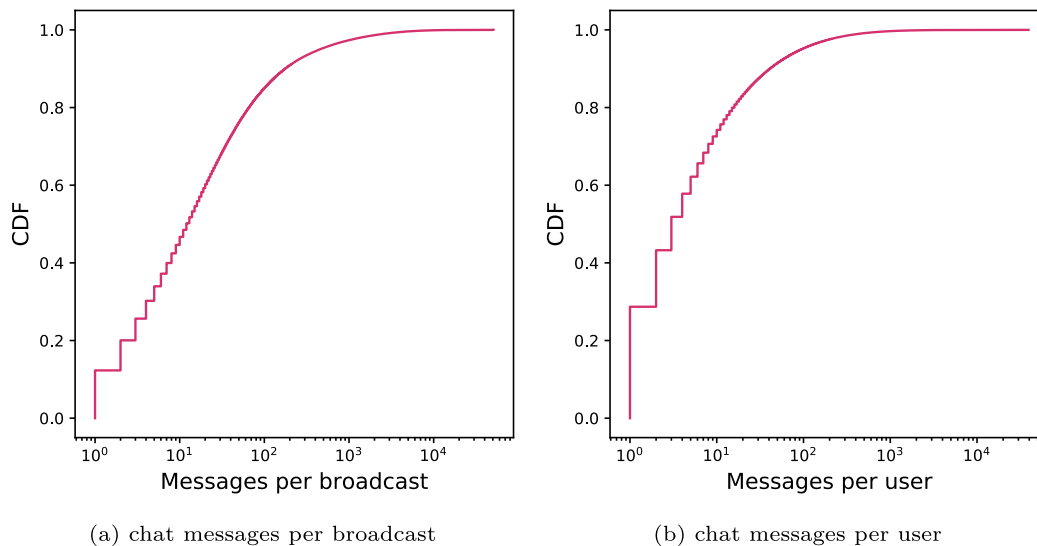 1.0
0.8
0.6
0.4
0.2
0.0
CDF
10⁰ 10¹ 10² 10³ 10⁴
Messages per broadcast
(a) chat messages per broadcast
1.0
0.8
0.6
0.4
0.2
0.0
CDF
10⁰ 10¹ 10² 10³ 10⁴
Messages per user
(b) chat messages per user